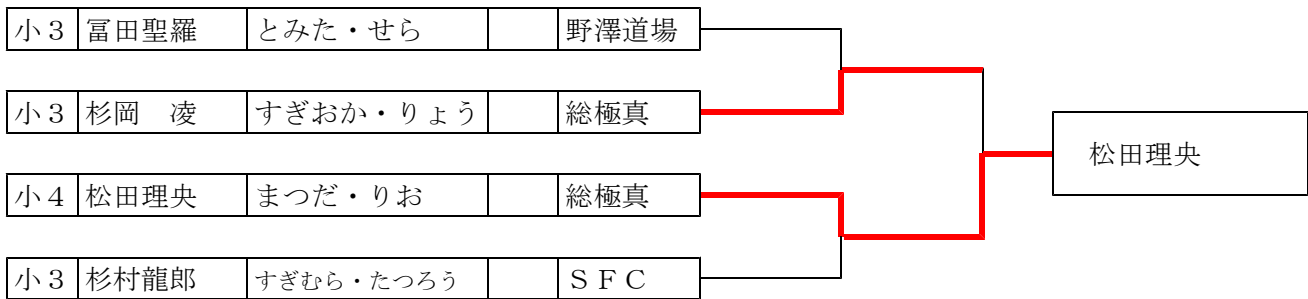 小３ 冨田聖羅 とみた・せら 野澤道場
小３ 杉岡　凌 すぎおか・りょう 総極真
松田理央
小４ 松田理央 まつだ・りお 総極真
小３ 杉村龍郎 すぎむら・たつろう ＳＦＣ